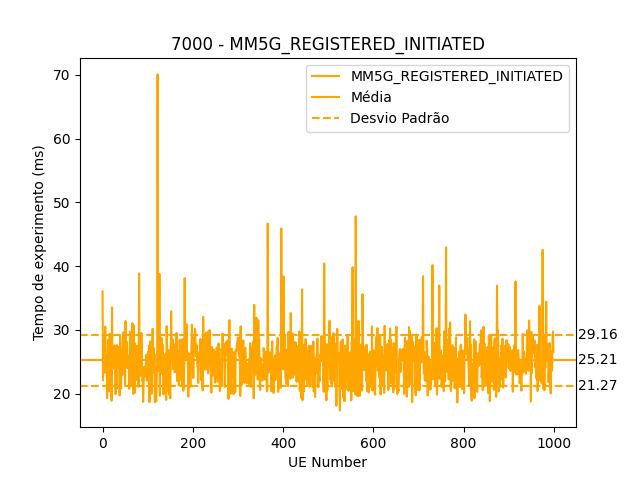 7000 - MM5G_REGISTERED_INITIATED
MM5G_REGISTERED_INITIATED
Média
Desvio Padrão
Tempo de experimento (ms)
70
60
50
40
30
20
29.16
25.21
21.27
0
200
400
600
800
1000
UE Number